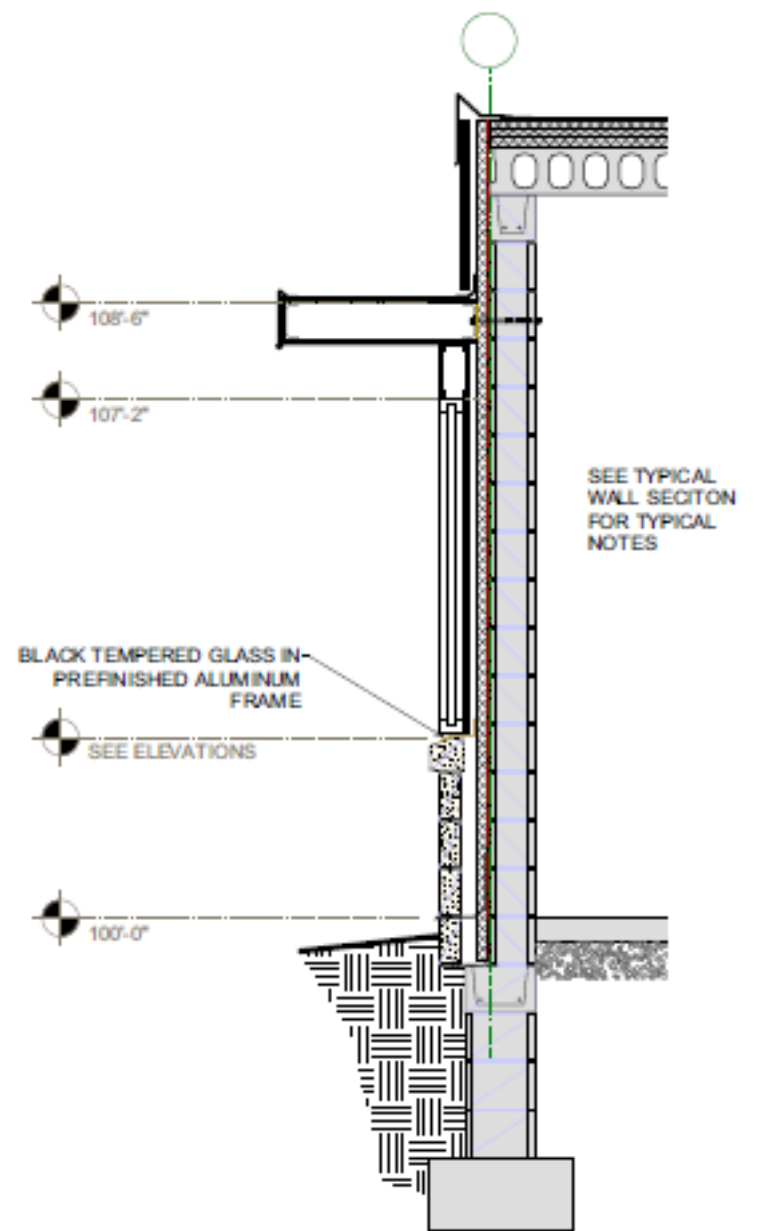 108'-6"
107'-2"
SEE TYPICAL
WALL SECITON
FOR TYPICAL
NOTES
BLACK TEMPERED GLASS IN
PREFINISHED ALUMINUM
FRAME
SEE ELEVATIONS
100'-0"